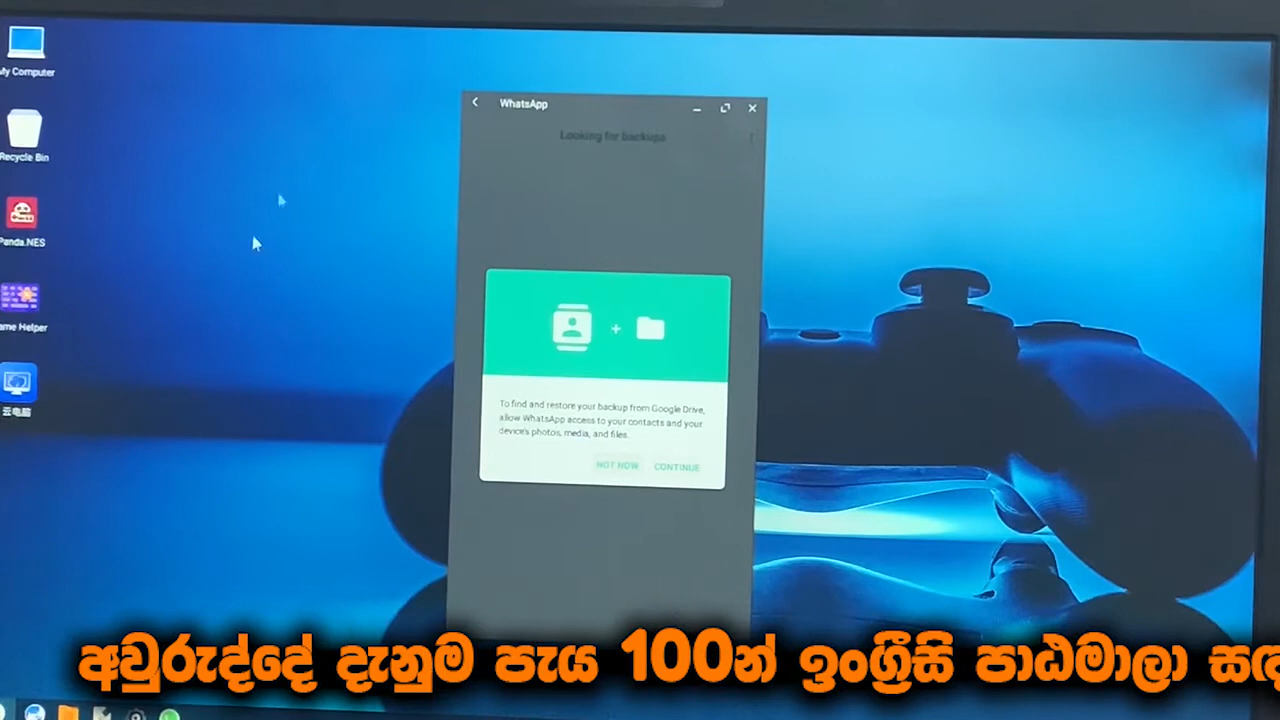 My Computer
Recycle Bin
Panda.NES
ame Helper
云电脑
WhatsApp
Looking for backups
To find and restore your backup from Google Drive,
allow WhatsApp access to your contacts and your
device's photos, media, and files.
NOT NOW CONTINUE
අවුරුද්දේ දැනුම පැය 100න් ඉංග්‍රීසි පාඨමාලා